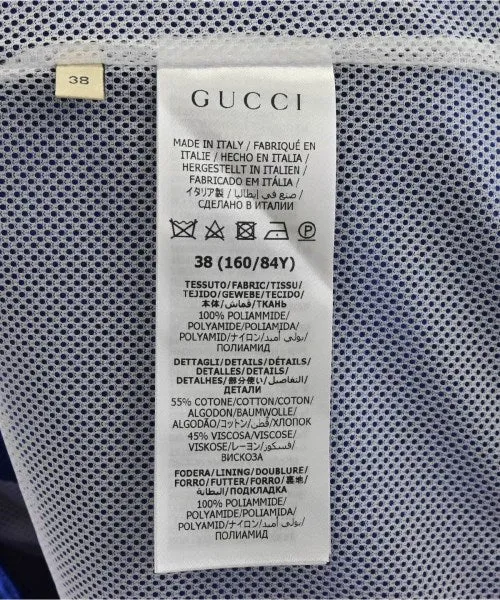 38
GUCCI
MADE IN ITALY / FABRIQUÉ EN
ITALIE / HECHO EN ITALIA /
HERGESTELLT IN ITALIEN /
FABRICADO EM ITÁLIA /
イタリア製 / صنع في إيطاليا /
СДЕЛАНО В ИТАЛИИ
P
38 (160/84Y)
TESSUTO/FABRIC/TISSU/
TEJIDO/GEWEBE/TECIDO/
本体/قماش/ТКАНЬ
100% POLIAMMIDE/
POLYAMIDE/POLIAMIDA/
POLYAMID/ナイロン/بولي أميد/
ПОЛИАМИД
DETTAGLI/DETAILS/DÉTAILS/
DETALLES/DETAILS/
DETALHES/部分使い/التفاصيل/
ДЕТАЛИ
55% COTONE/COTTON/COTON/
ALGODON/BAUMWOLLE/
ALGODÃO/コットン/قطن/ХЛОПОК
45% VISCOSA/VISCOSE/
VISKOSE/レーヨン/فسكوز/
ВИСКОЗА
FODERA/LINING/DOUBLURE/
FORRO/FUTTER/FORRO/裏地/
البطانة/ПОДКЛАДКА
100% POLIAMMIDE/
POLYAMIDE/POLIAMIDA/
POLYAMID/ナイロン/بولي أميد/
ПОЛИАМИД